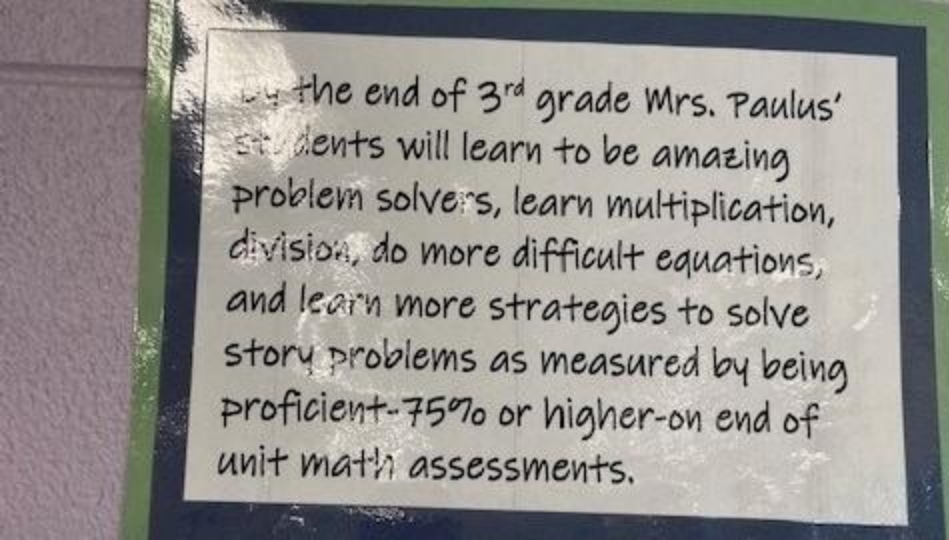 By the end of 3rd grade Mrs. Paulus'
students will learn to be amazing
problem solvers, learn multiplication,
division, do more difficult equations,
and learn more strategies to solve
story problems as measured by being
proficient-75% or higher-on end of
unit math assessments.